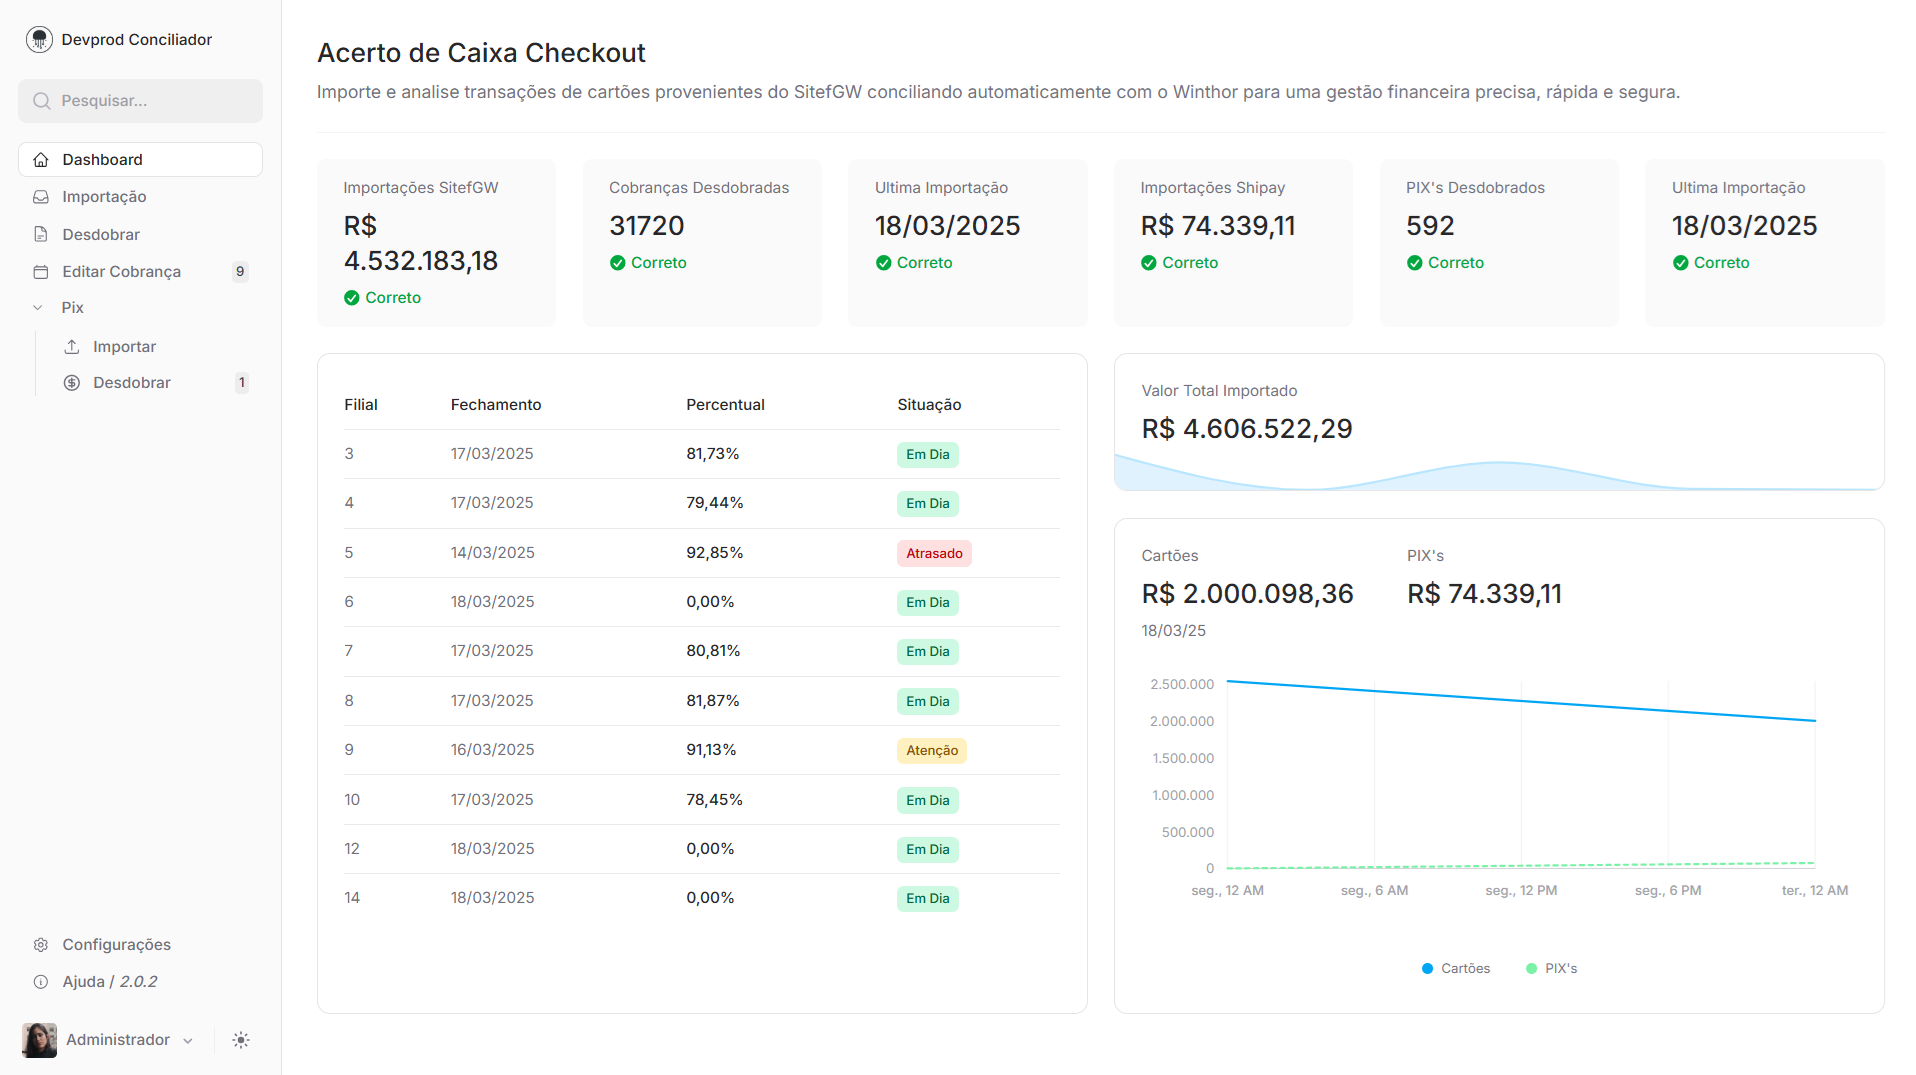 Devprod Conciliador
Pesquisar...
Dashboard
Importação
Desdobrar
Editar Cobrança 9
Pix
Importar
Desdobrar 1
Configurações
Ajuda / 2.0.2
Administrador
Acerto de Caixa Checkout
Importe e analise transações de cartões provenientes do SitefGW conciliando automaticamente com o Winthor para uma gestão financeira precisa, rápida e segura.
Importações SitefGW
R$
4.532.183,18
Correto
Cobranças Desdobradas
31720
Correto
Ultima Importação
18/03/2025
Correto
Importações Shipay
R$ 74.339,11
Correto
PIX's Desdobrados
592
Correto
Ultima Importação
18/03/2025
Correto
Filial Fechamento Percentual Situação
3 17/03/2025 81,73% Em Dia
4 17/03/2025 79,44% Em Dia
5 14/03/2025 92,85% Atrasado
6 18/03/2025 0,00% Em Dia
7 17/03/2025 80,81% Em Dia
8 17/03/2025 81,87% Em Dia
9 16/03/2025 91,13% Atenção
10 17/03/2025 78,45% Em Dia
12 18/03/2025 0,00% Em Dia
14 18/03/2025 0,00% Em Dia
Valor Total Importado
R$ 4.606.522,29
Cartões
R$ 2.000.098,36
18/03/25
PIX's
R$ 74.339,11
2.500.000
2.000.000
1.500.000
1.000.000
500.000
0
seg., 12 AM seg., 6 AM seg., 12 PM seg., 6 PM ter., 12 AM
Cartões PIX's